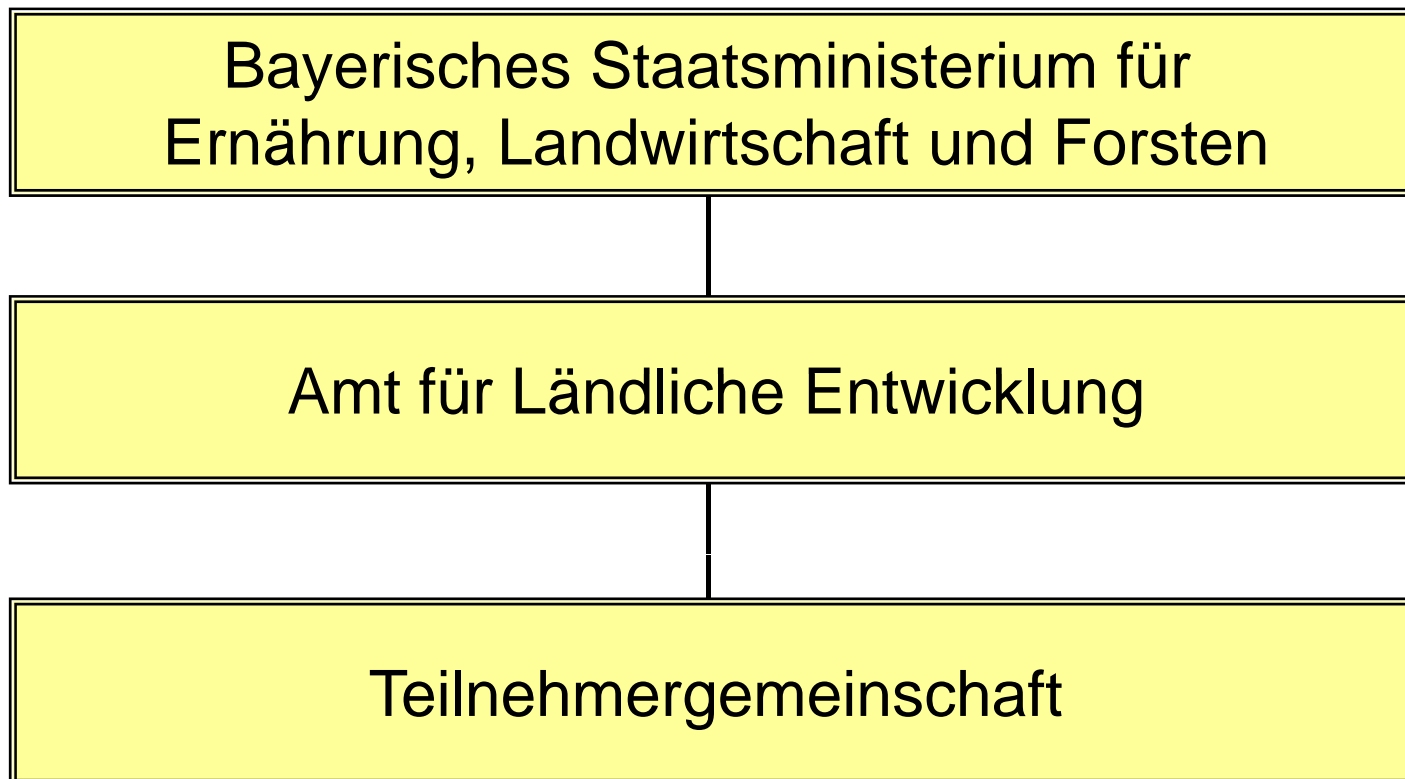 Bayerisches Staatsministerium für
Ernährung, Landwirtschaft und Forsten
Amt für Ländliche Entwicklung
Teilnehmergemeinschaft